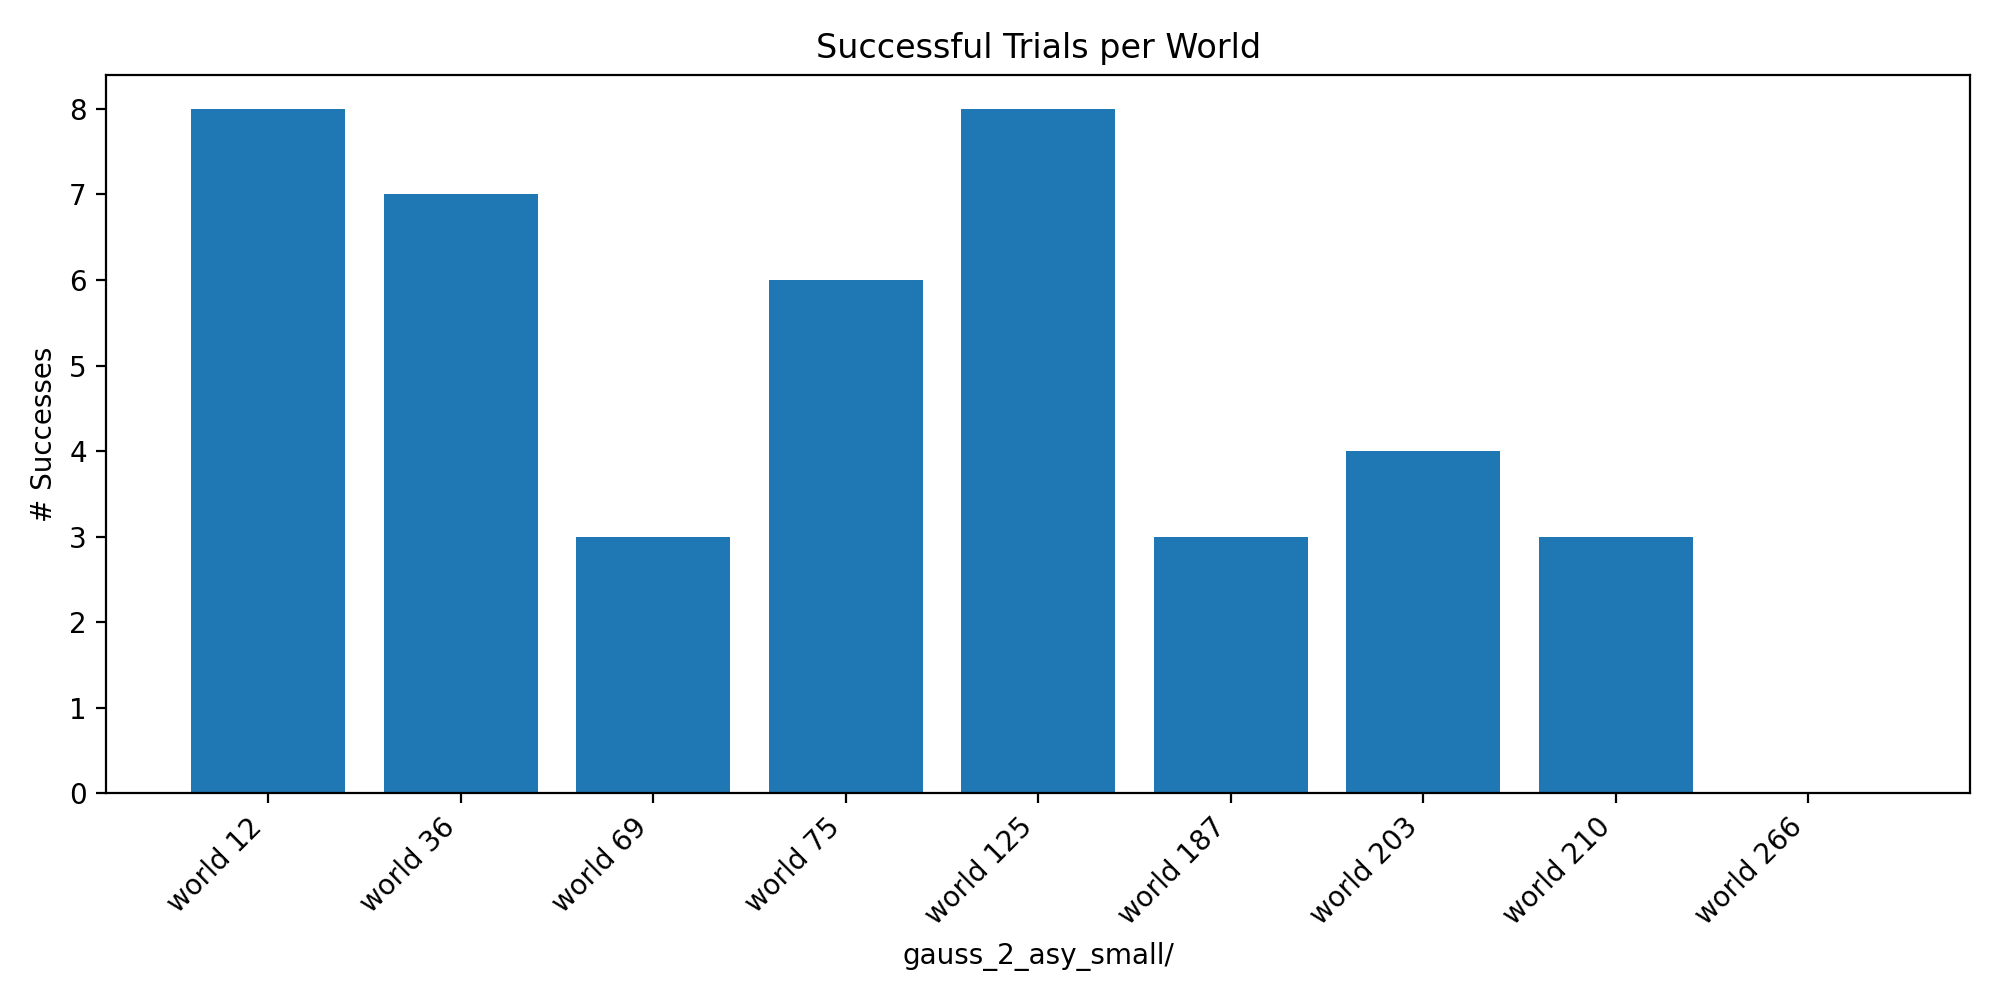 Successful Trials per World
# Successes
8
7
6
5
4
3
2
1
0
world 12
world 36
world 69
world 75
world 125
world 187
world 203
world 210
world 266
gauss_2_asy_small/